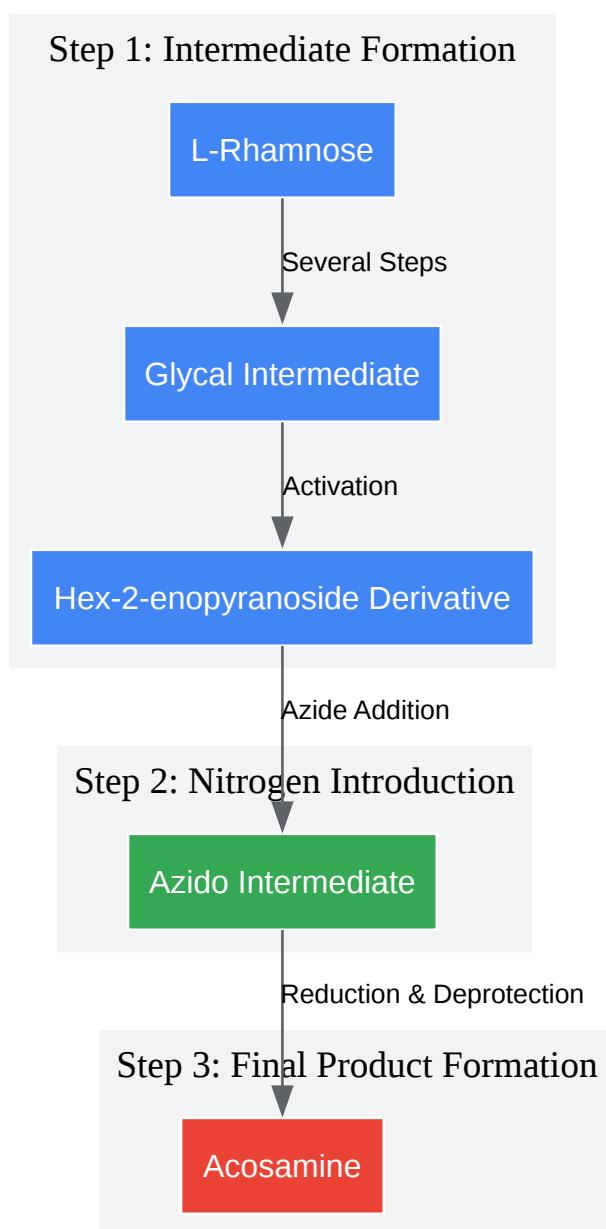 Step 1: Intermediate Formation
L-Rhamnose
Several Steps
Glycal Intermediate
Activation
Hex-2-enopyranoside Derivative
Azide Addition
Step 2: Nitrogen Introduction
Azido Intermediate
Reduction & Deprotection
Step 3: Final Product Formation
Acosamine